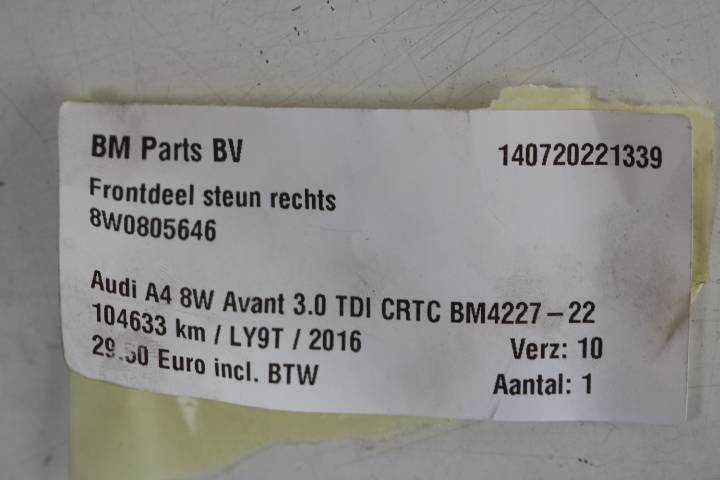 BM Parts BV 140720221339
Frontdeel steun rechts
8W0805646
Audi A4 8W Avant 3.0 TDI CRTC BM4227-22
104633 km / LY9T / 2016 Verz: 10
Euro incl. BTW Aantal: 1